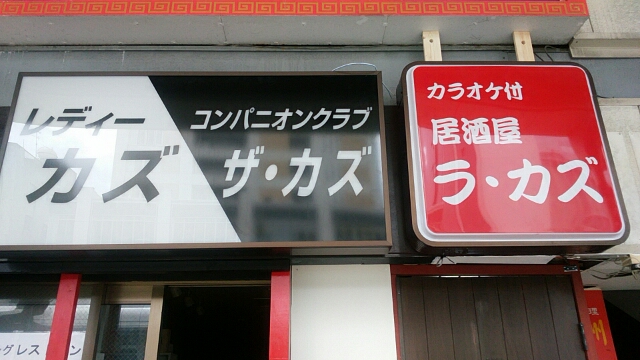 レディー
カズ
コンパニオンクラブ
ザ・カズ
カラオケ付
居酒屋
ラ・カズ